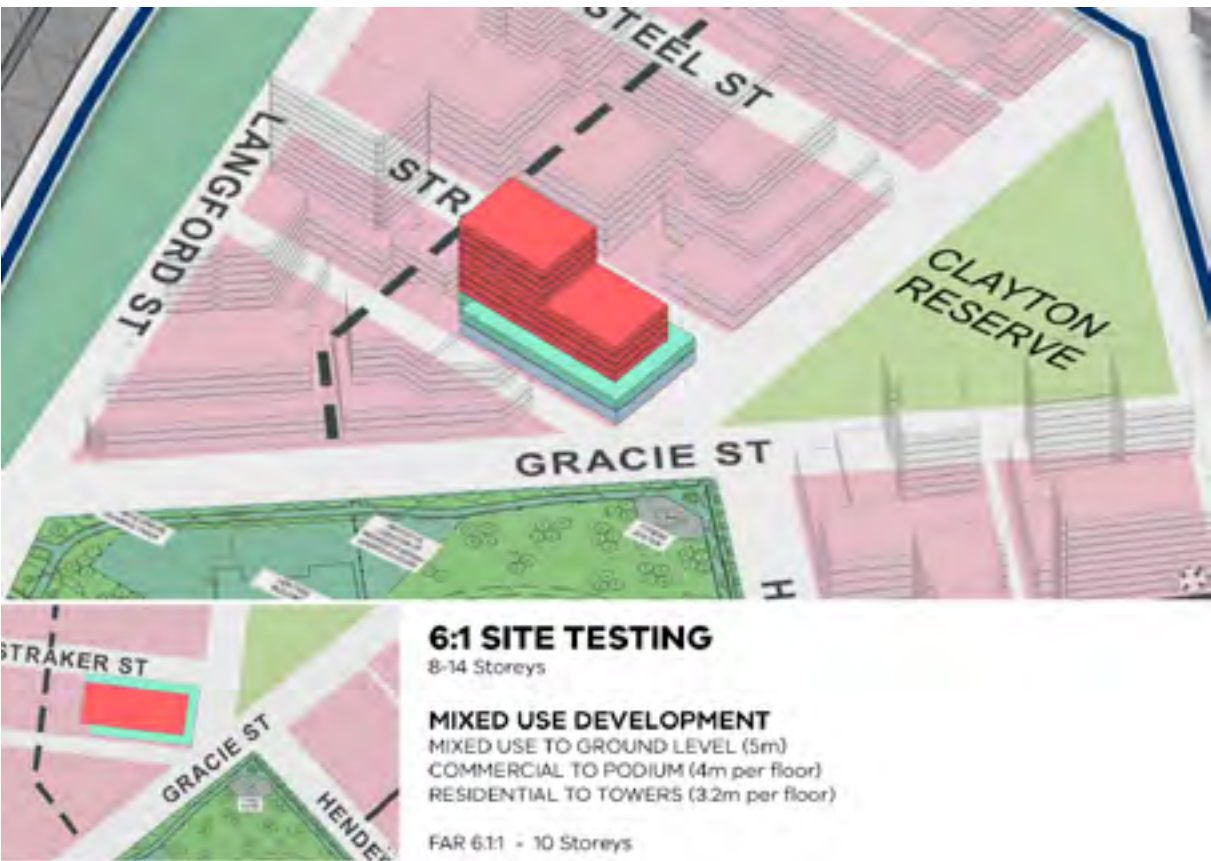 STEEL ST
LANGFORD ST
STR
CLAYTON
RESERVE
GRACIE ST
H
STRAKER ST
GRACIE ST
HENDE
6:1 SITE TESTING
8-14 Storeys
MIXED USE DEVELOPMENT
MIXED USE TO GROUND LEVEL (5m)
COMMERCIAL TO PODIUM (4m per floor)
RESIDENTIAL TO TOWERS (3.2m per floor)
FAR 6.1:1 - 10 Storeys